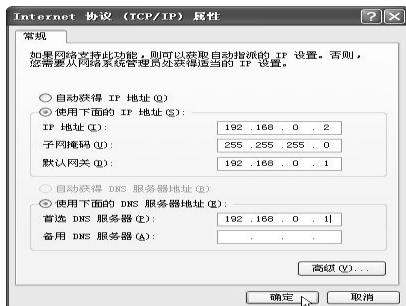 Internet 协议 (TCP/IP) 属性
常规
如果网络支持此功能，则可以获取自动指派的 IP 设置。否则，
您需要从网络系统管理员处获得适当的 IP 设置。
自动获得 IP 地址(O)
使用下面的 IP 地址(S):
IP 地址(I): 192 .168 . 0 . 2
子网掩码(U): 255 .255 .255 . 0
默认网关(D): 192 .168 . 0 . 1
自动获得 DNS 服务器地址(B)
使用下面的 DNS 服务器地址(E):
首选 DNS 服务器(P): 192 .168 . 0 . 1
备用 DNS 服务器(A): . . .
高级(V)...
确定 取消